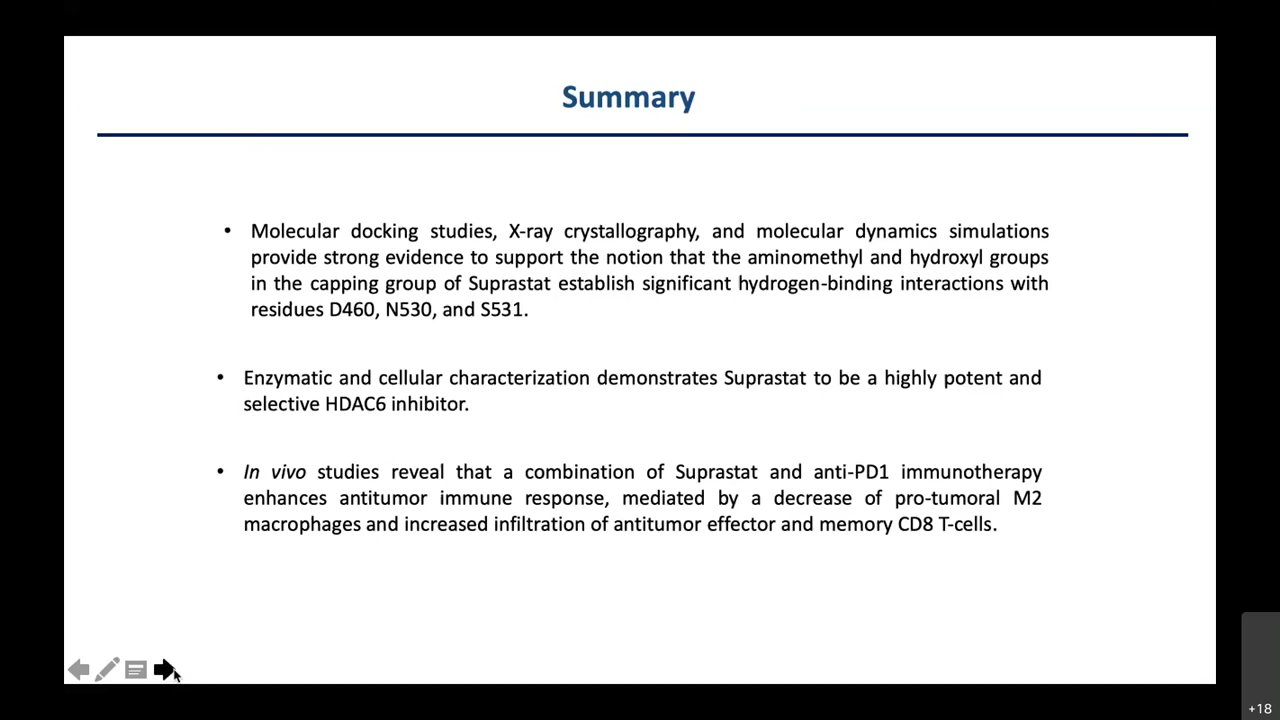 Summary
• Molecular docking studies, X-ray crystallography, and molecular dynamics simulations
provide strong evidence to support the notion that the aminomethyl and hydroxyl groups
in the capping group of Suprastat establish significant hydrogen-binding interactions with
residues D460, N530, and S531.
• Enzymatic and cellular characterization demonstrates Suprastat to be a highly potent and
selective HDAC6 inhibitor.
• In vivo studies reveal that a combination of Suprastat and anti-PD1 immunotherapy
enhances antitumor immune response, mediated by a decrease of pro-tumoral M2
macrophages and increased infiltration of antitumor effector and memory CD8 T-cells.
+18